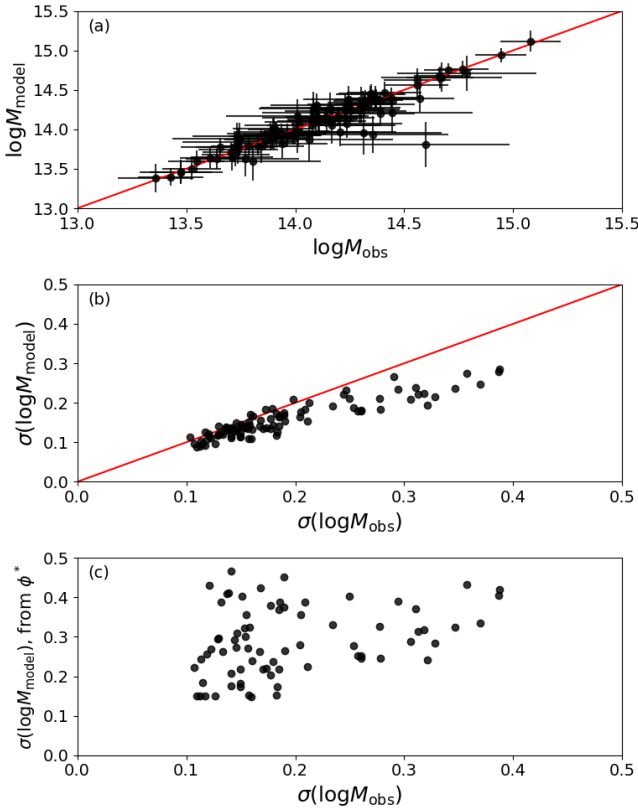 (a)
logM_model
15.5
15.0
14.5
14.0
13.5
13.0
13.0 13.5 14.0 14.5 15.0 15.5
logM_obs
(b)
σ(logM_model)
0.5
0.4
0.3
0.2
0.1
0.0
0.0 0.1 0.2 0.3 0.4 0.5
σ(logM_obs)
(c)
σ(logM_model), from ϕ*
0.5
0.4
0.3
0.2
0.1
0.0
0.0 0.1 0.2 0.3 0.4 0.5
σ(logM_obs)